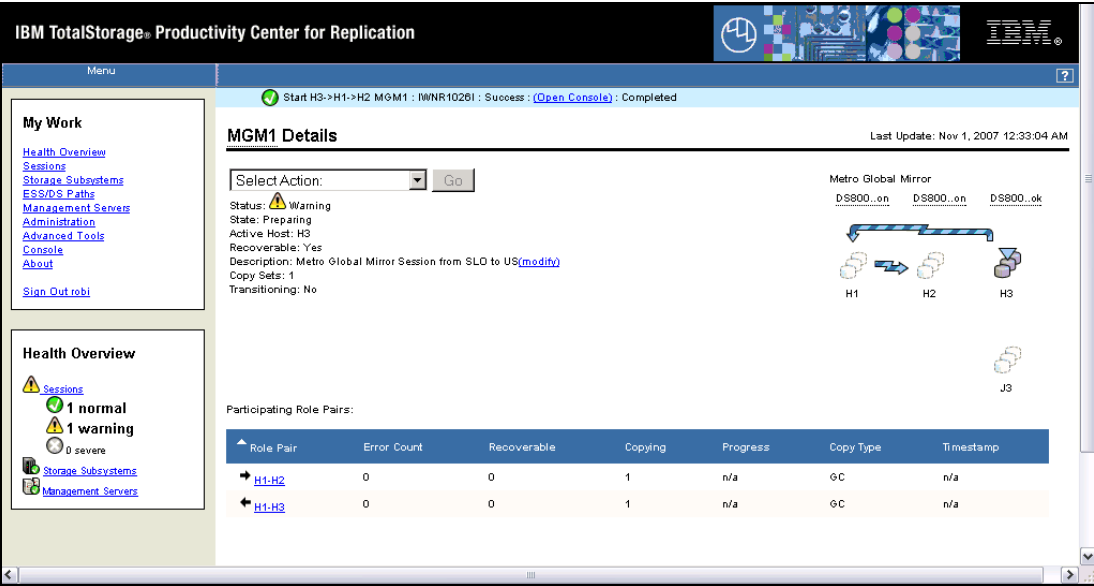 IBM TotalStorage® Productivity Center for Replication
IBM®
Menu
?
Start H3->H1->H2 MGM1 : IWNR1026I : Success : (Open Console) : Completed
My Work
Health Overview
Sessions
Storage Subsystems
ESS/DS Paths
Management Servers
Administration
Advanced Tools
Console
About
Sign Out robi
Health Overview
Sessions
1 normal
1 warning
0 severe
Storage Subsystems
Management Servers
MGM1 Details
Last Update: Nov 1, 2007 12:33:04 AM
Select Action:
Go
Status: Warning
State: Preparing
Active Host: H3
Recoverable: Yes
Description: Metro Global Mirror Session from SLO to US(modify)
Copy Sets: 1
Transitioning: No
Metro Global Mirror
DS800..on DS800..on DS800..ok
H1 H2 H3
J3
Participating Role Pairs:
Role Pair Error Count Recoverable Copying Progress Copy Type Timestamp
H1-H2 0 0 1 n/a GC n/a
H1-H3 0 0 1 n/a GC n/a